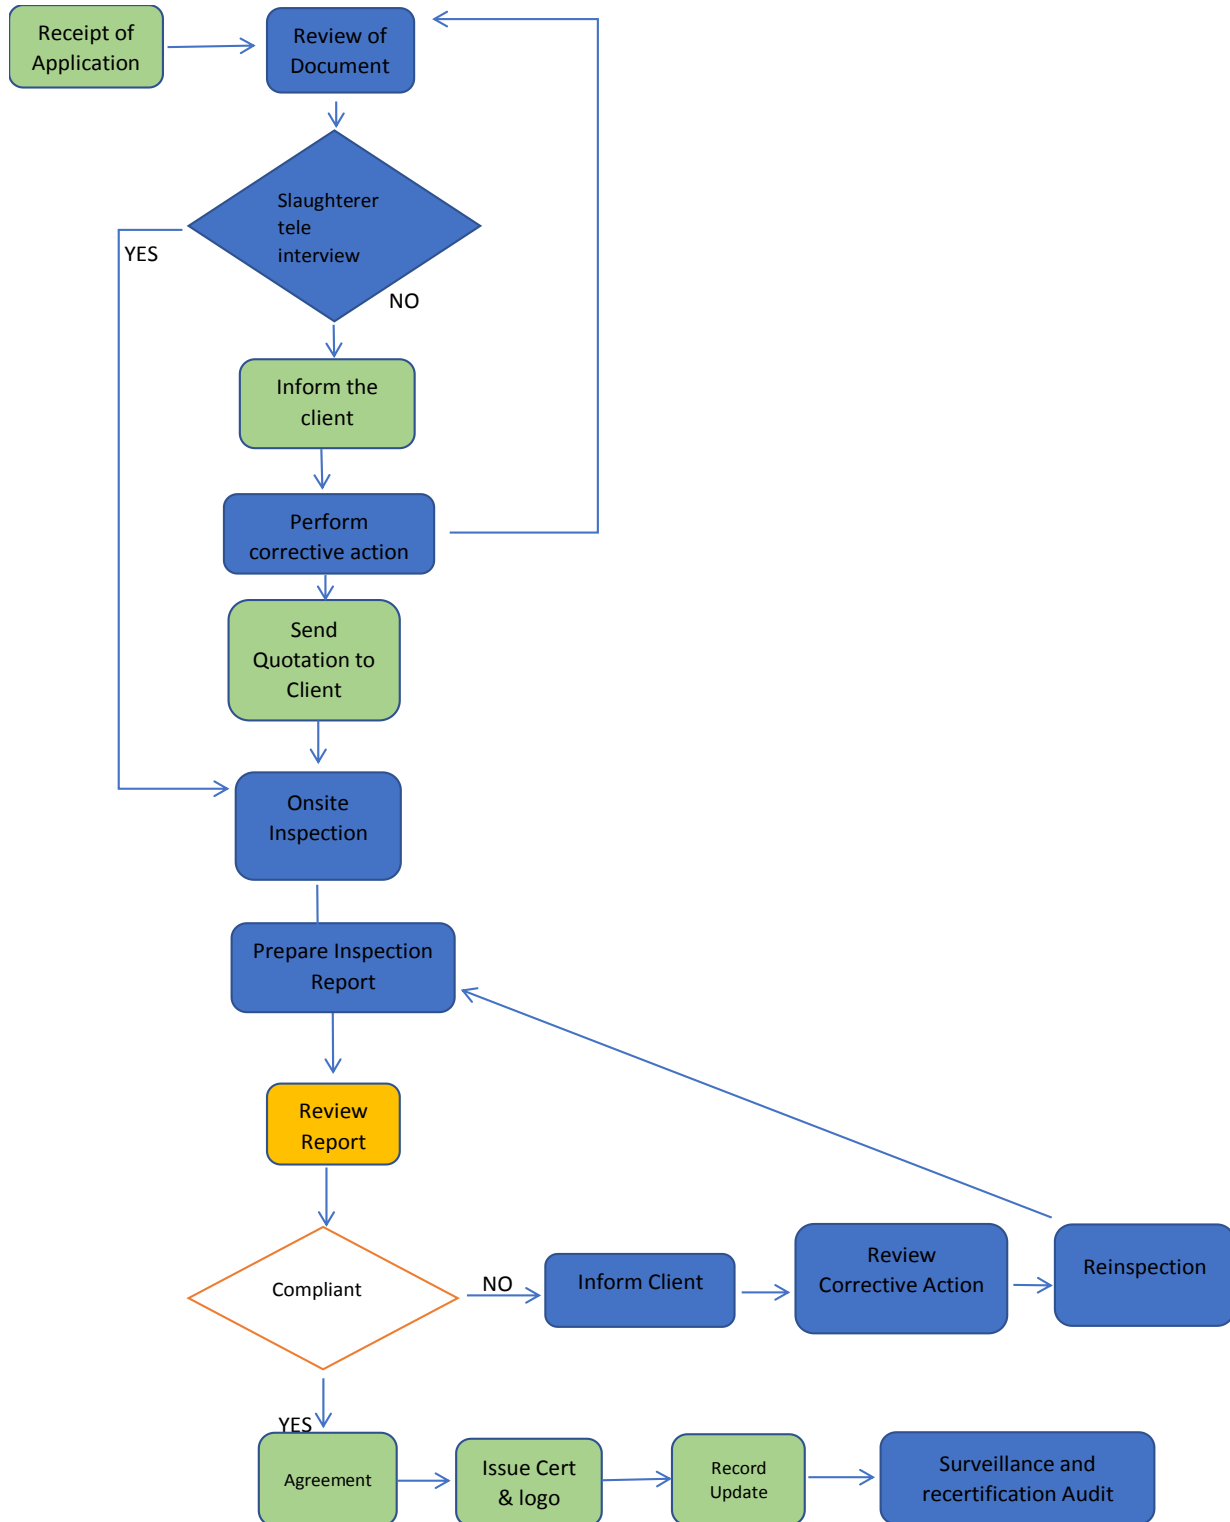 Receipt of
Application
Review of
Document
Slaughterer
tele
interview
YES
NO
Inform the
client
Perform
corrective action
Send
Quotation to
Client
Onsite
Inspection
Prepare Inspection
Report
Review
Report
Compliant
NO
Inform Client
Review
Corrective Action
Reinspection
YES
Agreement
Issue Cert
& logo
Record
Update
Surveillance and
recertification Audit